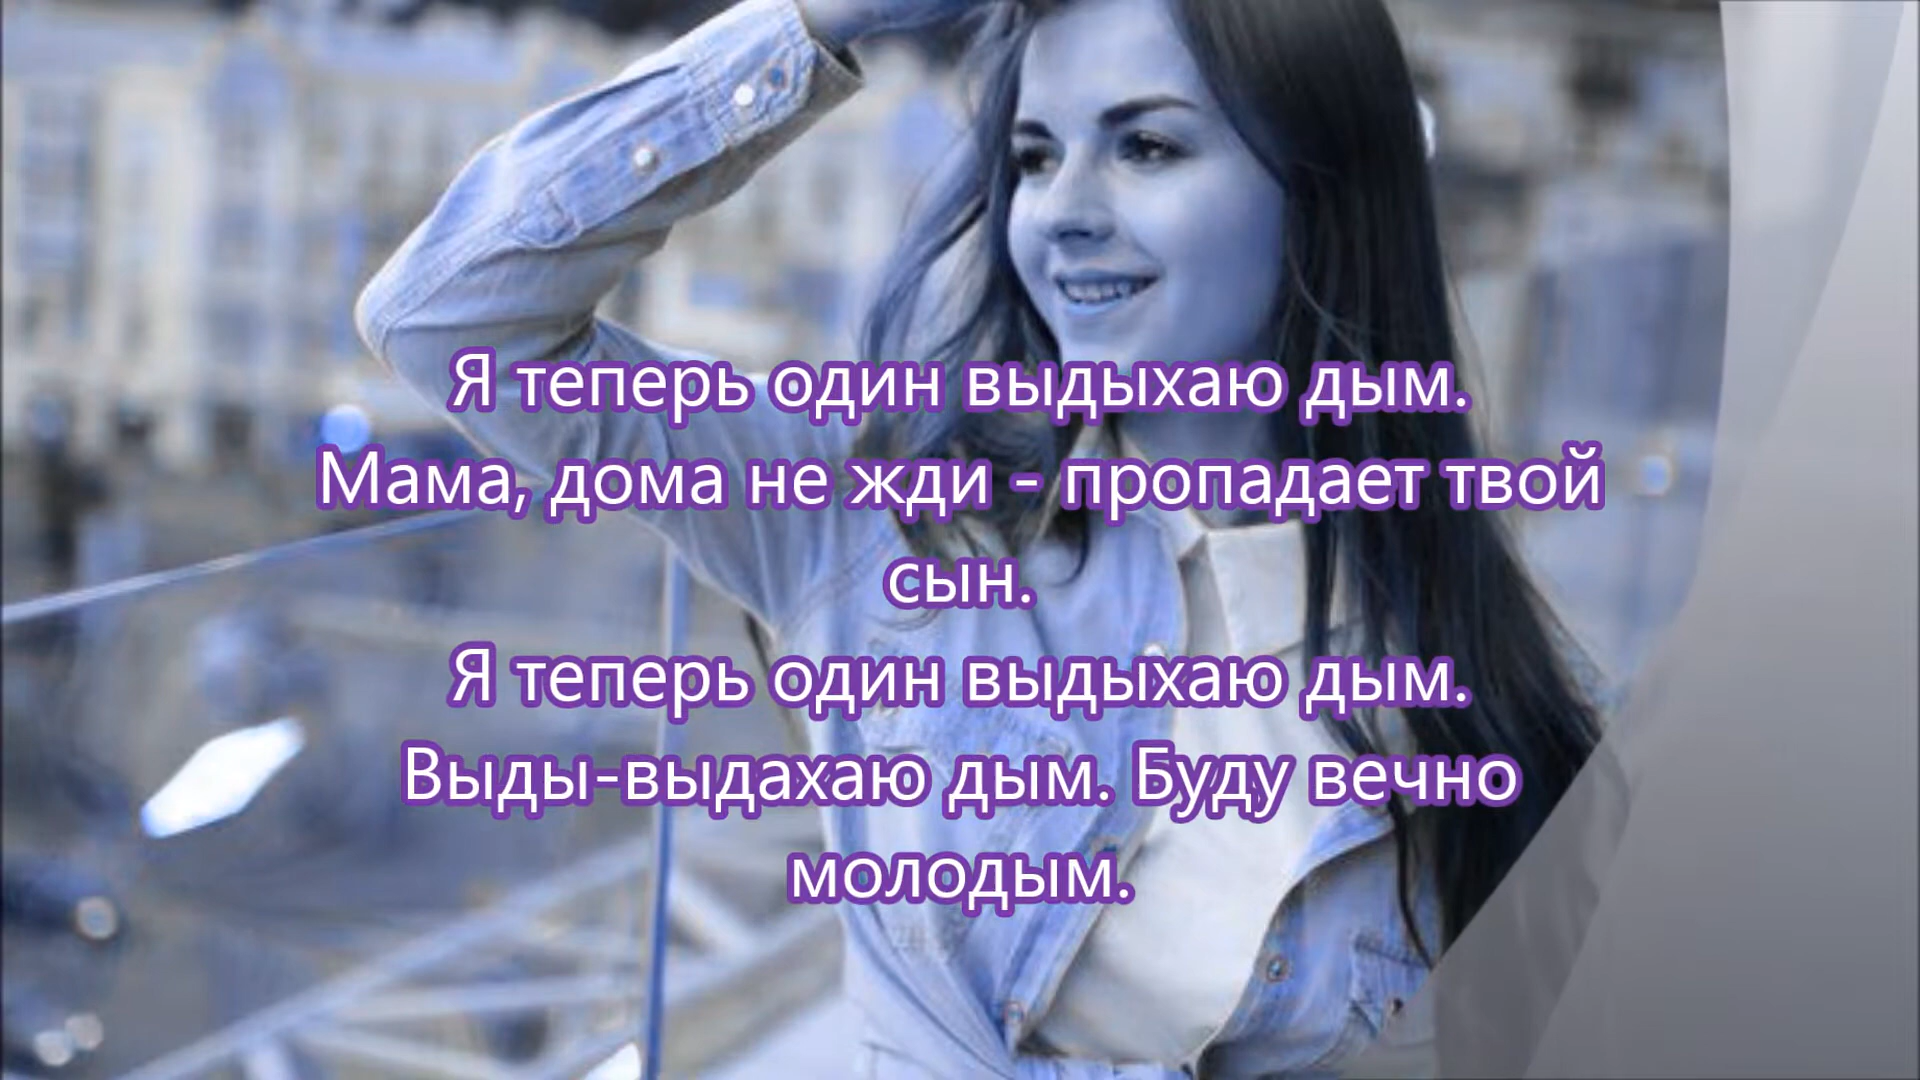 Я теперь один выдыхаю дым.
Мама, дома не жди - пропадает твой
сын.
Я теперь один выдыхаю дым.
Выды-выдахаю дым. Буду вечно
молодым.